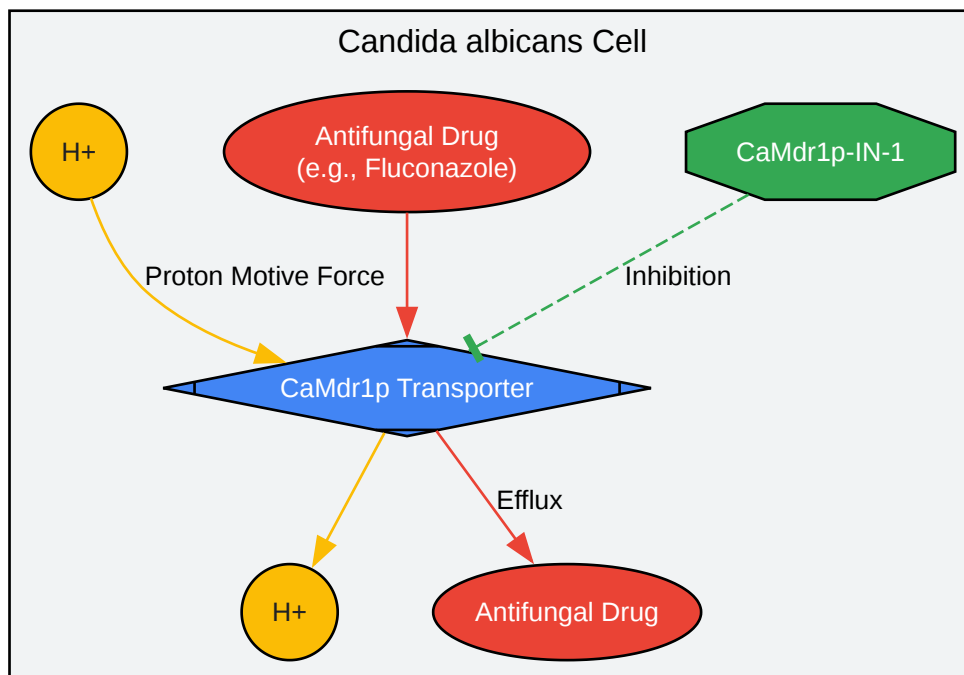 Candida albicans Cell
H+
Antifungal Drug
(e.g., Fluconazole)
CaMdr1p-IN-1
Proton Motive Force
Inhibition
CaMdr1p Transporter
Efflux
H+
Antifungal Drug